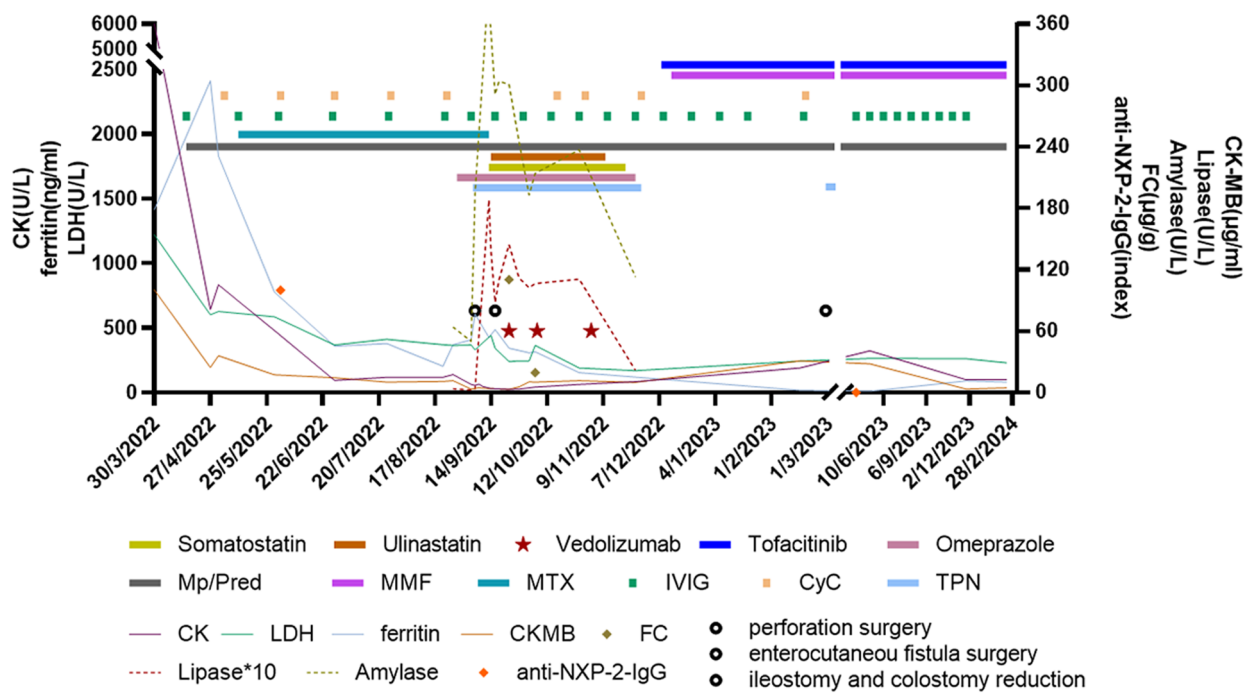 6000
5000
2500
2000
1500
1000
500
0
CK(U/L)
ferritin(ng/ml)
LDH(U/L)
360
300
240
180
120
60
0
CK-MB(μg/ml)
Lipase(U/L)
Amylase(U/L)
FC(μg/g)
anti-NXP-2-IgG(index)
30/3/2022
27/4/2022
25/5/2022
22/6/2022
20/7/2022
17/8/2022
14/9/2022
12/10/2022
9/11/2022
7/12/2022
4/1/2023
1/2/2023
1/3/2023
10/6/2023
6/9/2023
2/12/2023
28/2/2024
Somatostatin Ulinastatin Vedolizumab Tofacitinib Omeprazole
Mp/Pred MMF MTX IVIG CyC TPN
CK LDH ferritin CKMB FC
Lipase*10 Amylase anti-NXP-2-IgG
perforation surgery
enterocutaneou fistula surgery
ileostomy and colostomy reduction